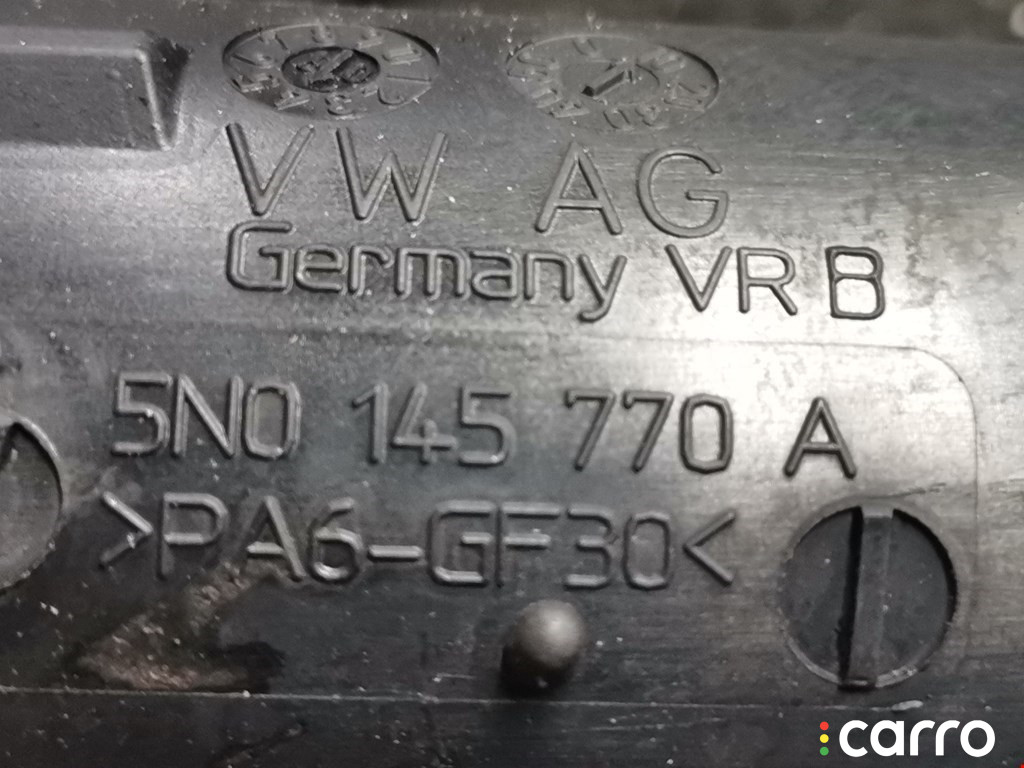 VW AG
Germany VR B
5N0 145 770 A
>PA6-GF30<
carro